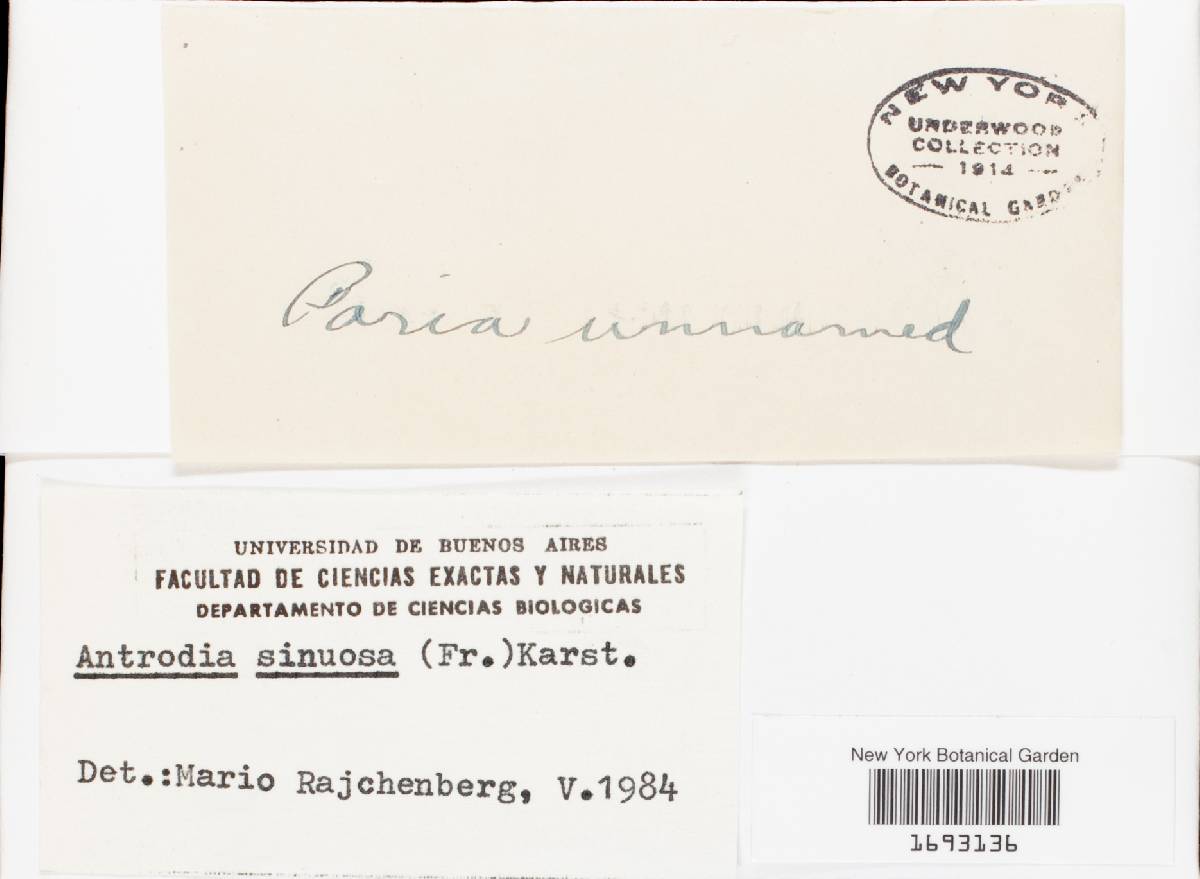 NEW YORK
UNDERWOOD
COLLECTION
— 1914 —
BOTANICAL GARDEN
Poria unnamed
UNIVERSIDAD DE BUENOS AIRES
FACULTAD DE CIENCIAS EXACTAS Y NATURALES
DEPARTAMENTO DE CIENCIAS BIOLOGICAS
Antrodia sinuosa (Fr.)Karst.
Det.:Mario Rajchenberg, V.1984
New York Botanical Garden
1693136